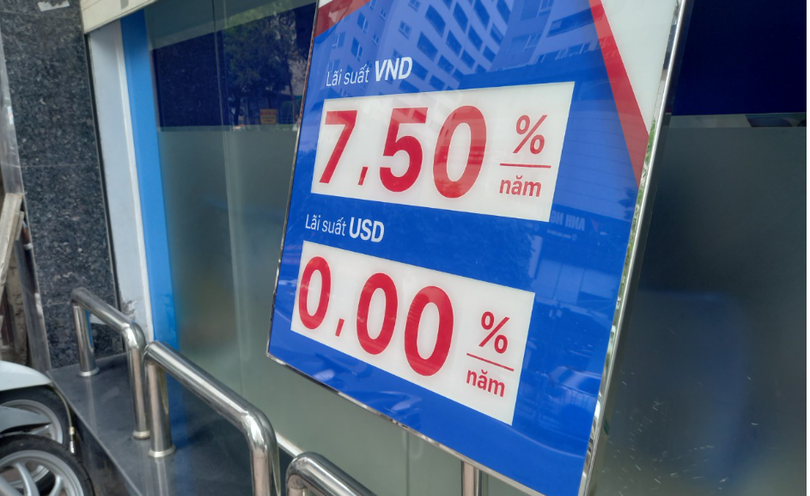 Lãi suất VND
7,50 %
năm
Lãi suất USD
0,00 %
năm